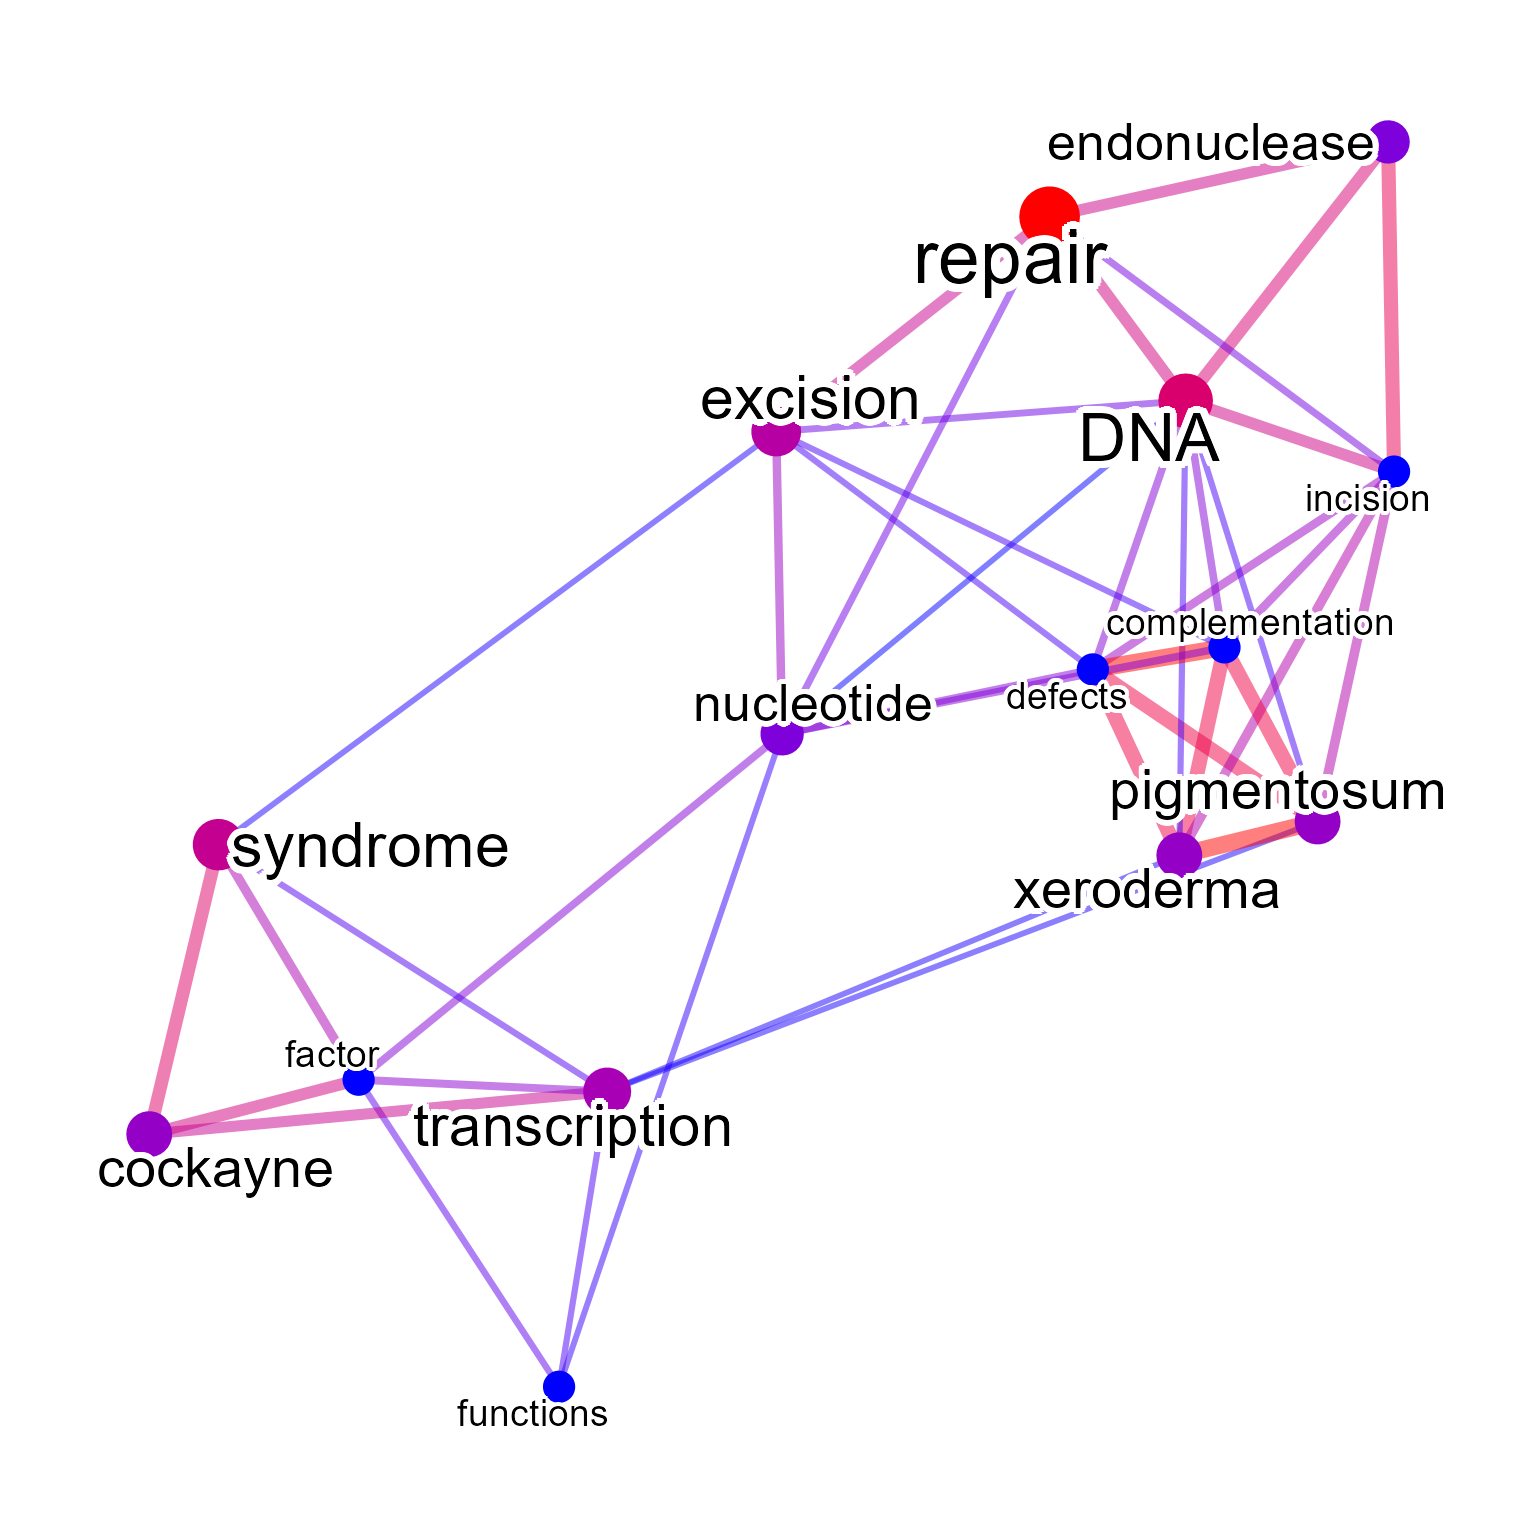 endonuclease
repair
excision
DNA
incision
complementation
defects
nucleotide
pigmentosum
syndrome
xeroderma
factor
transcription
cockayne
functions